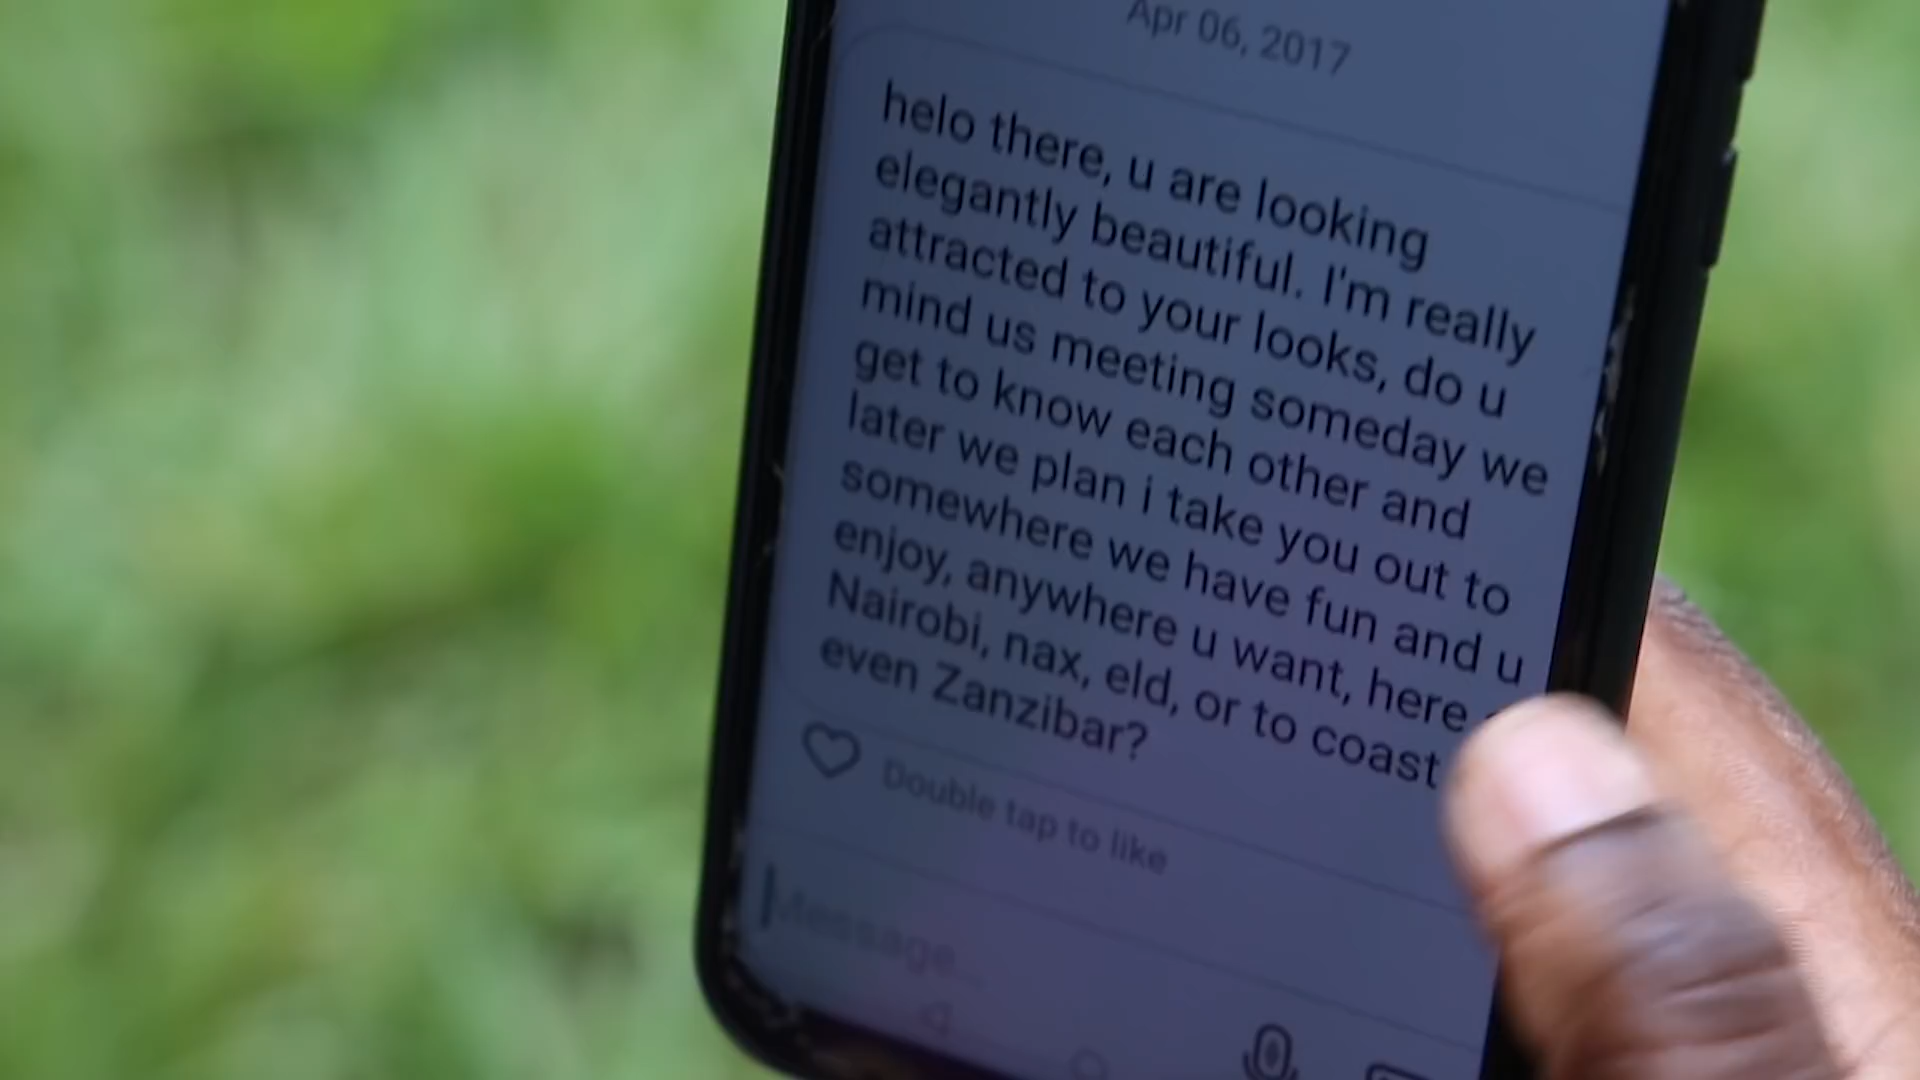 Apr 06, 2017
helo there, u are looking
elegantly beautiful. I'm really
attracted to your looks, do u
mind us meeting someday we
get to know each other and
later we plan i take you out to
somewhere we have fun and u
enjoy, anywhere u want, here
Nairobi, nax, eld, or to coast
even Zanzibar?
Double tap to like
Message...